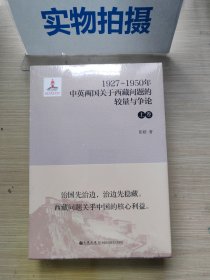 实物拍摄
1927~1950年
中英两国关于西藏问题的
较量与争论
上卷
治国先治边，治边先稳藏。
西藏问题关乎中国的核心利益。